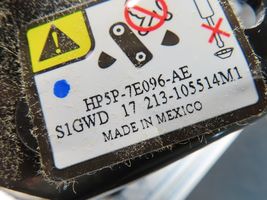 HP5P-7E096-AE
S1GWD 17 213-105514M1
MADE IN MEXICO